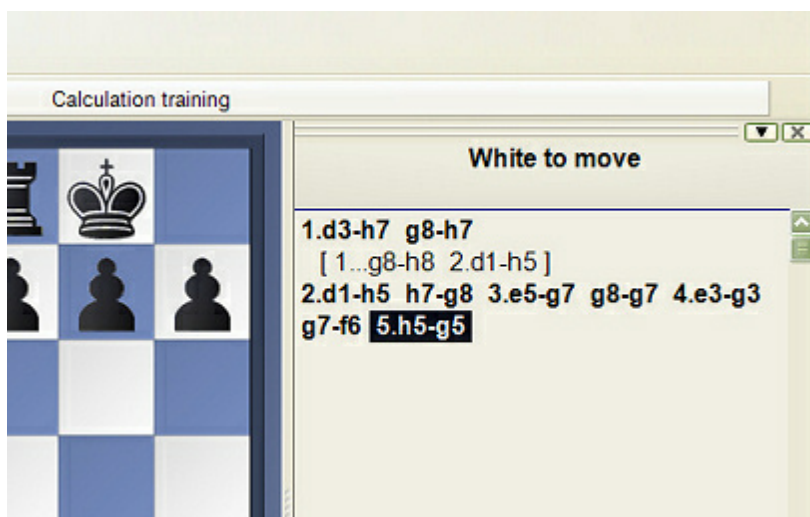 Calculation training
White to move
1.d3-h7 g8-h7
[ 1...g8-h8 2.d1-h5 ]
2.d1-h5 h7-g8 3.e5-g7 g8-g7 4.e3-g3
g7-f6 5.h5-g5